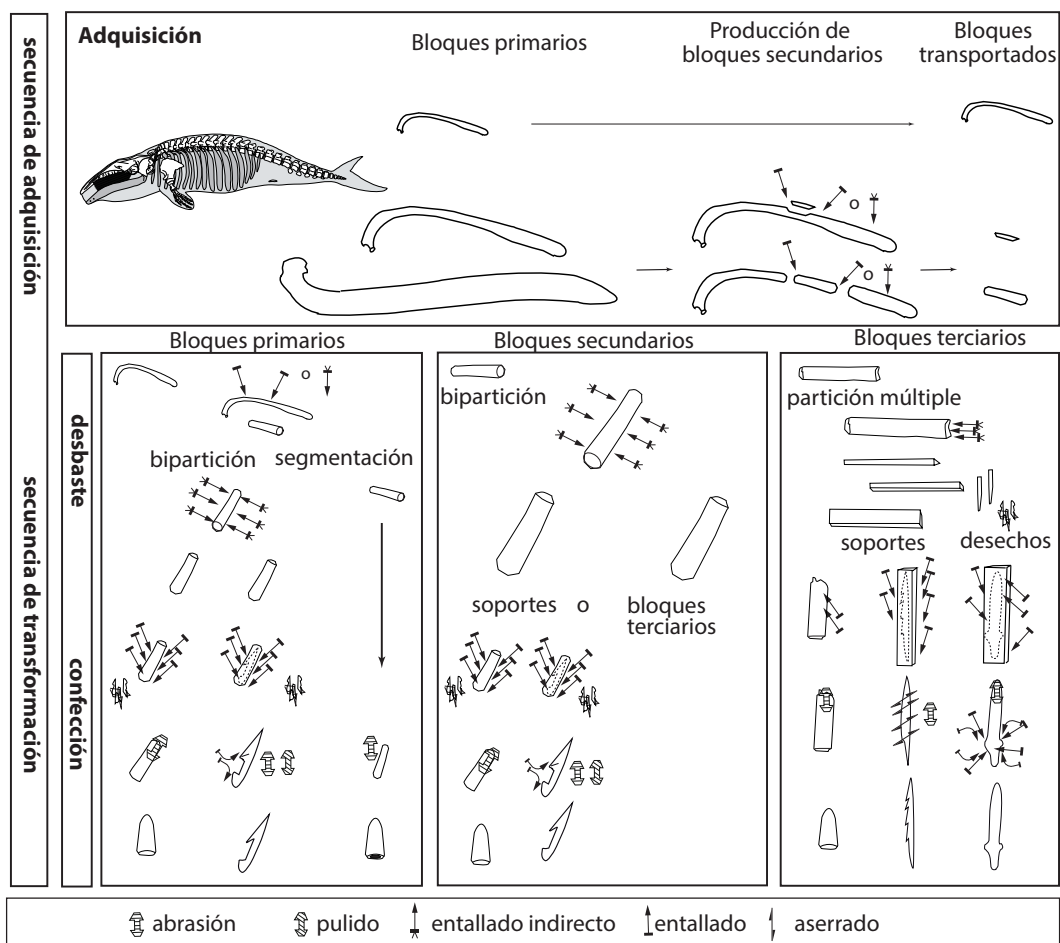 secuencia de adquisición
Adquisición
Bloques primarios
Producción de
bloques secundarios
Bloques
transportados
o
o
secuencia de transformación
desbaste
confección
Bloques primarios
o
bipartición
segmentación
Bloques secundarios
bipartición
soportes o bloques
terciarios
Bloques terciarios
partición múltiple
soportes
desechos
abrasión
pulido
entallado indirecto
entallado
aserrado